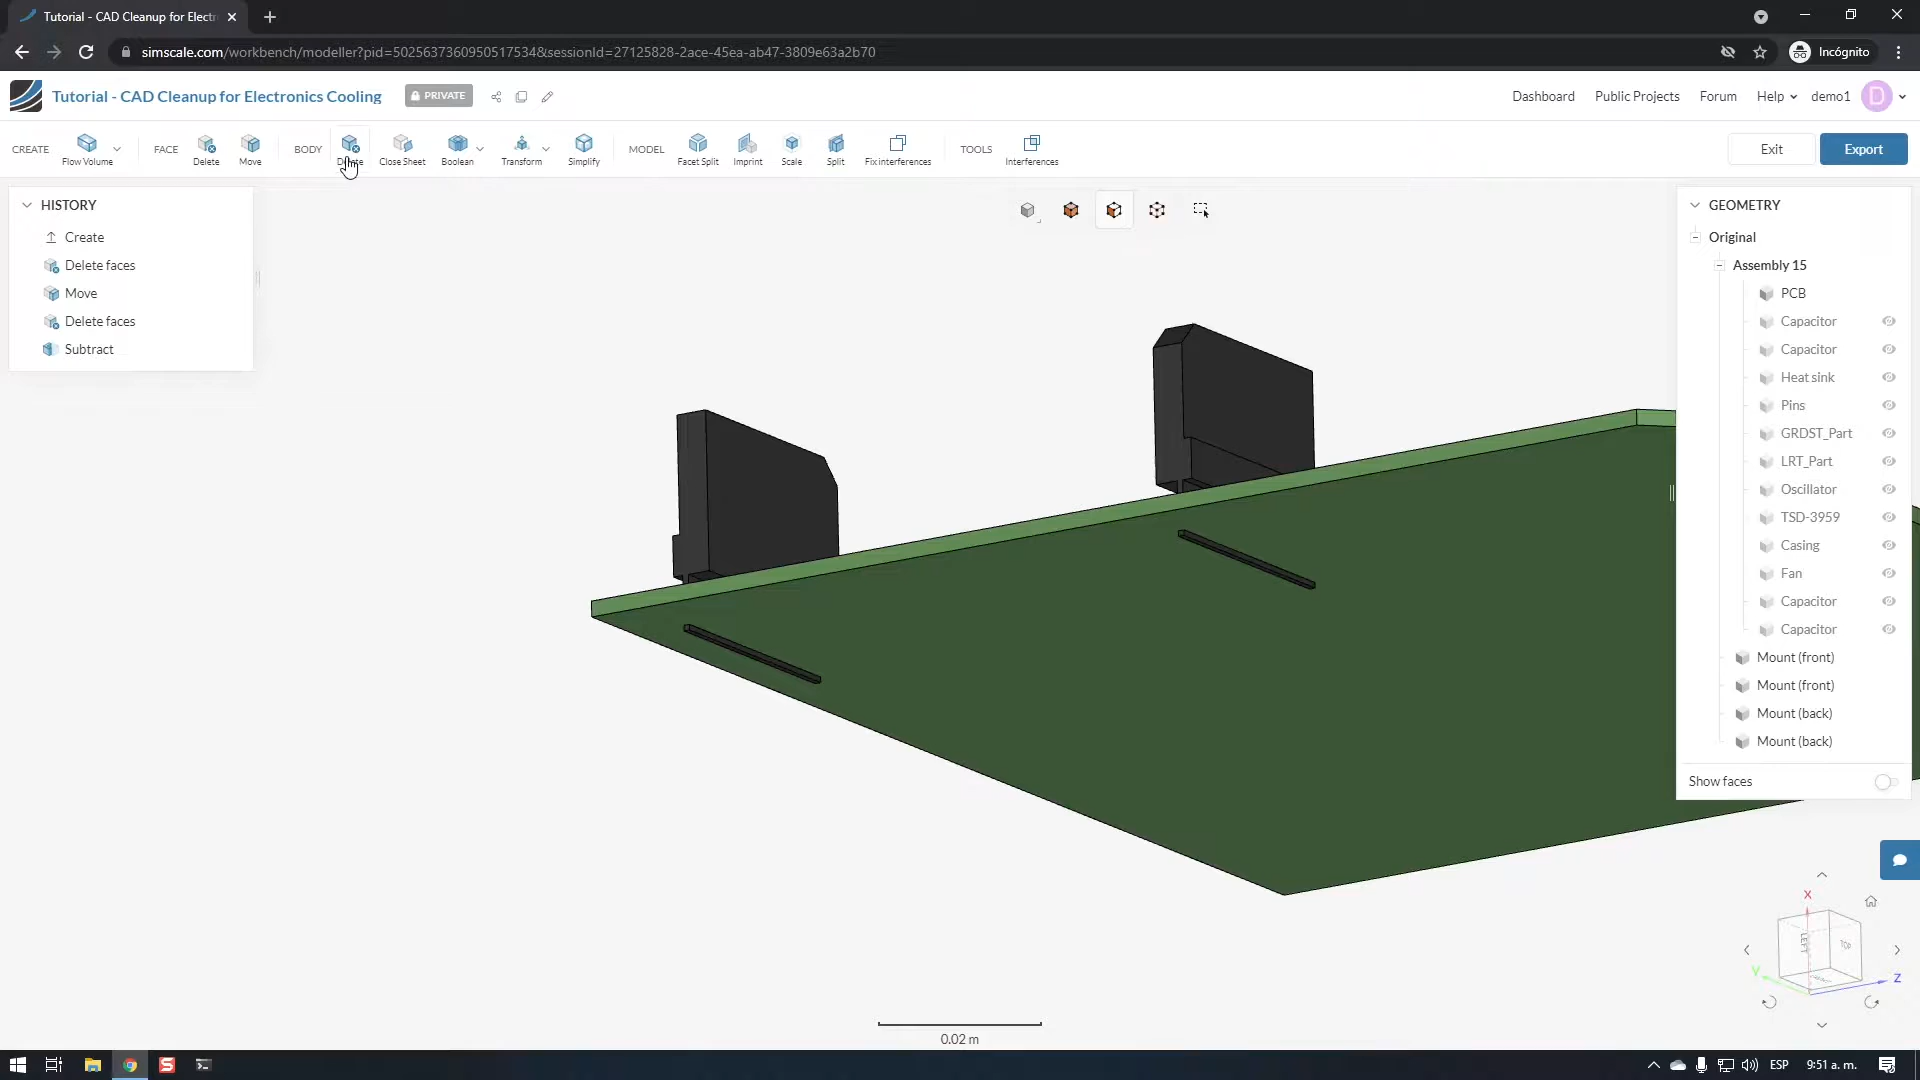 Tutorial - CAD Cleanup for Electr
simscale.com/workbench/modeller?pid=5025637360950517534&sessionId=27125828-2ace-45ea-ab47-3809e63a2b70
Incógnito
Tutorial - CAD Cleanup for Electronics Cooling
PRIVATE
Dashboard
Public Projects
Forum
Help
demo1
D
CREATE
Flow Volume
FACE
Delete
Move
BODY
Delete
Close Sheet
Boolean
Transform
Simplify
MODEL
Facet Split
Imprint
Scale
Split
Fix interferences
TOOLS
Interferences
Exit
Export
HISTORY
Create
Delete faces
Move
Delete faces
Subtract
GEOMETRY
Original
Assembly 15
PCB
Capacitor
Capacitor
Heat sink
Pins
GRDST_Part
LRT_Part
Oscillator
TSD-3959
Casing
Fan
Capacitor
Capacitor
Mount (front)
Mount (front)
Mount (back)
Mount (back)
Show faces
X
LEFT
TOP
Y
Z
0.02 m
ESP
9:51 a. m.